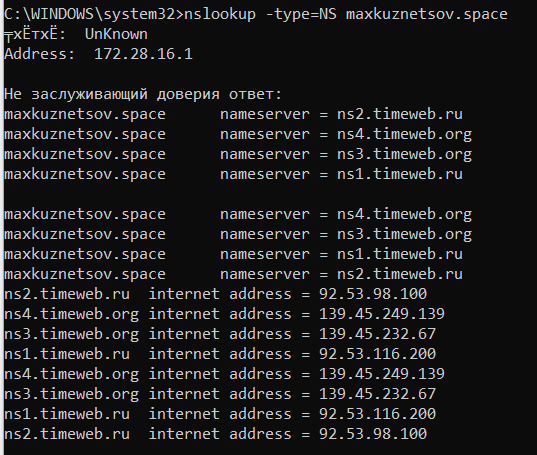 C:\WINDOWS\system32>nslookup -type=NS maxkuznetsov.space
╤хЁтхЁ:  UnKnown
Address:  172.28.16.1

Не заслуживающий доверия ответ:
maxkuznetsov.space      nameserver = ns2.timeweb.ru
maxkuznetsov.space      nameserver = ns4.timeweb.org
maxkuznetsov.space      nameserver = ns3.timeweb.org
maxkuznetsov.space      nameserver = ns1.timeweb.ru

maxkuznetsov.space      nameserver = ns4.timeweb.org
maxkuznetsov.space      nameserver = ns3.timeweb.org
maxkuznetsov.space      nameserver = ns1.timeweb.ru
maxkuznetsov.space      nameserver = ns2.timeweb.ru
ns2.timeweb.ru  internet address = 92.53.98.100
ns4.timeweb.org internet address = 139.45.249.139
ns3.timeweb.org internet address = 139.45.232.67
ns1.timeweb.ru  internet address = 92.53.116.200
ns4.timeweb.org internet address = 139.45.249.139
ns3.timeweb.org internet address = 139.45.232.67
ns1.timeweb.ru  internet address = 92.53.116.200
ns2.timeweb.ru  internet address = 92.53.98.100